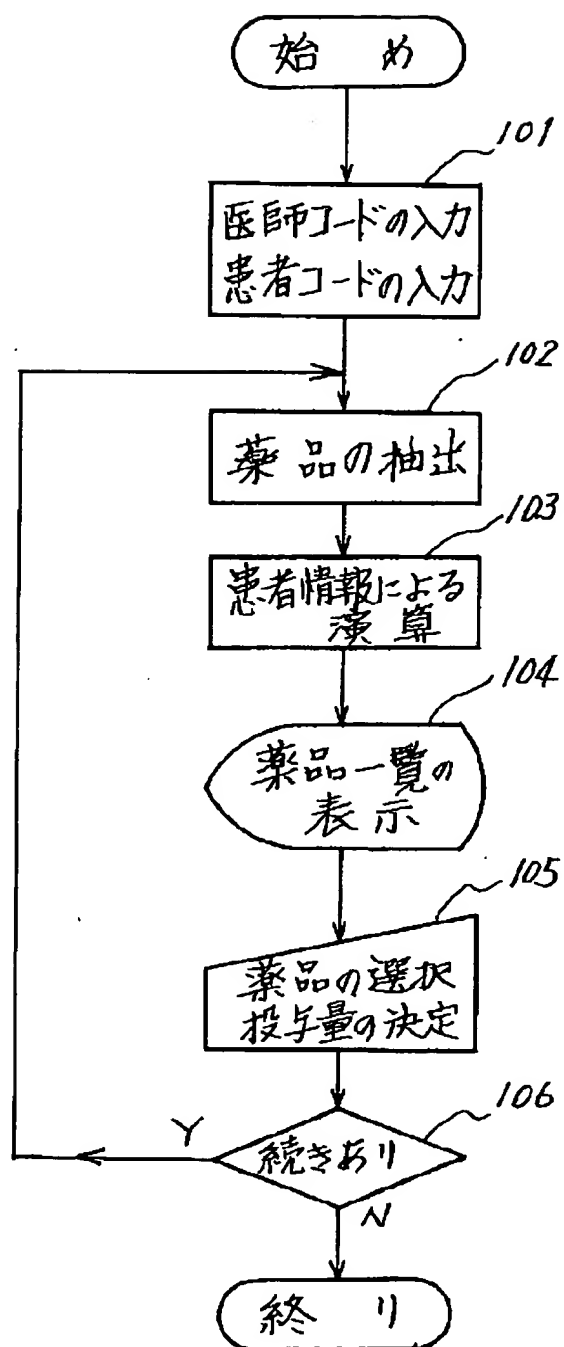 始め
101
医師コードの入力
患者コードの入力
102
薬品の抽出
103
患者情報による
演算
104
薬品一覧の
表示
105
薬品の選択
投与量の決定
106
Y
続きあり
N
終り